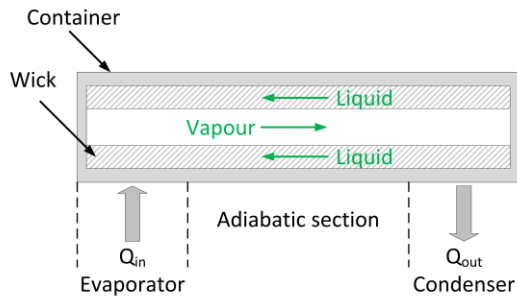 Container
Wick
Liquid
Vapour
Liquid
Adiabatic section
Qin
Qout
Evaporator
Condenser